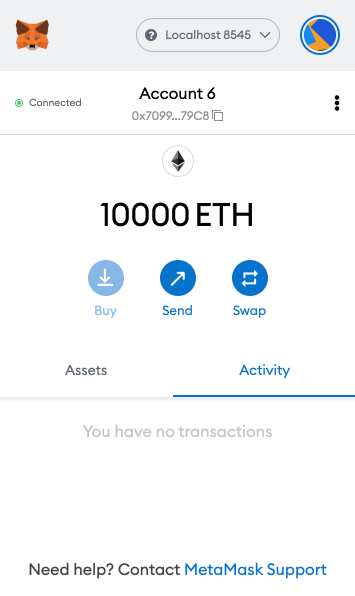 Localhost 8545
Connected
Account 6
0x7099...79C8
10000 ETH
Buy
Send
Swap
Assets
Activity
You have no transactions
Need help? Contact MetaMask Support